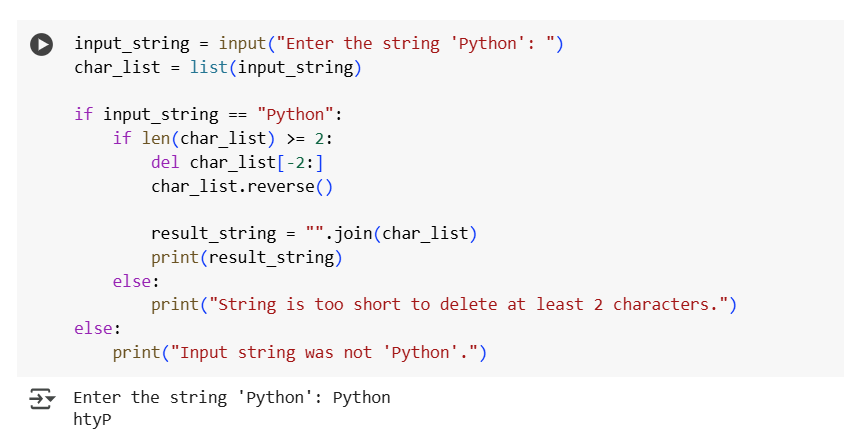 input_string = input("Enter the string 'Python': ")
char_list = list(input_string)

if input_string == "Python":
    if len(char_list) >= 2:
        del char_list[-2:]
        char_list.reverse()

        result_string = "".join(char_list)
        print(result_string)
    else:
        print("String is too short to delete at least 2 characters.")
else:
    print("Input string was not 'Python'.")
Enter the string 'Python': Python
htyP